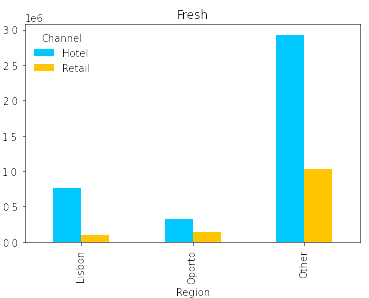 Fresh
1e6
3.0
2.5
2.0
1.5
1.0
0.5
0.0
Channel
Hotel
Retail
Lisbon
Oporto
Other
Region